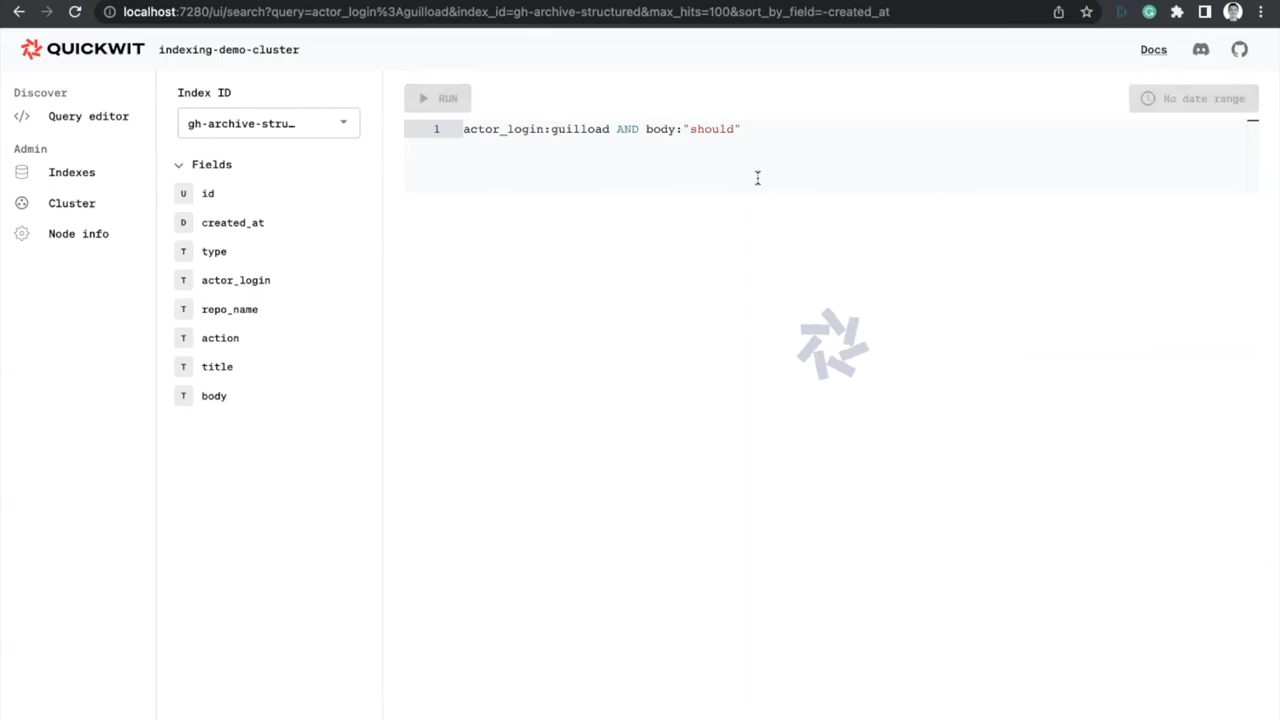 localhost:7280/ui/search?query=actor_login%3Aguilload&index_id=gh-archive-structured&max_hits=100&sort_by_field=-created_at
QUICKWIT indexing-demo-cluster Docs
Discover
Query editor
Admin
Indexes
Cluster
Node info
Index ID
gh-archive-stru…
Fields
U id
D created_at
T type
T actor_login
T repo_name
T action
T title
T body
RUN No date range
1 actor_login:guilload AND body:"should"